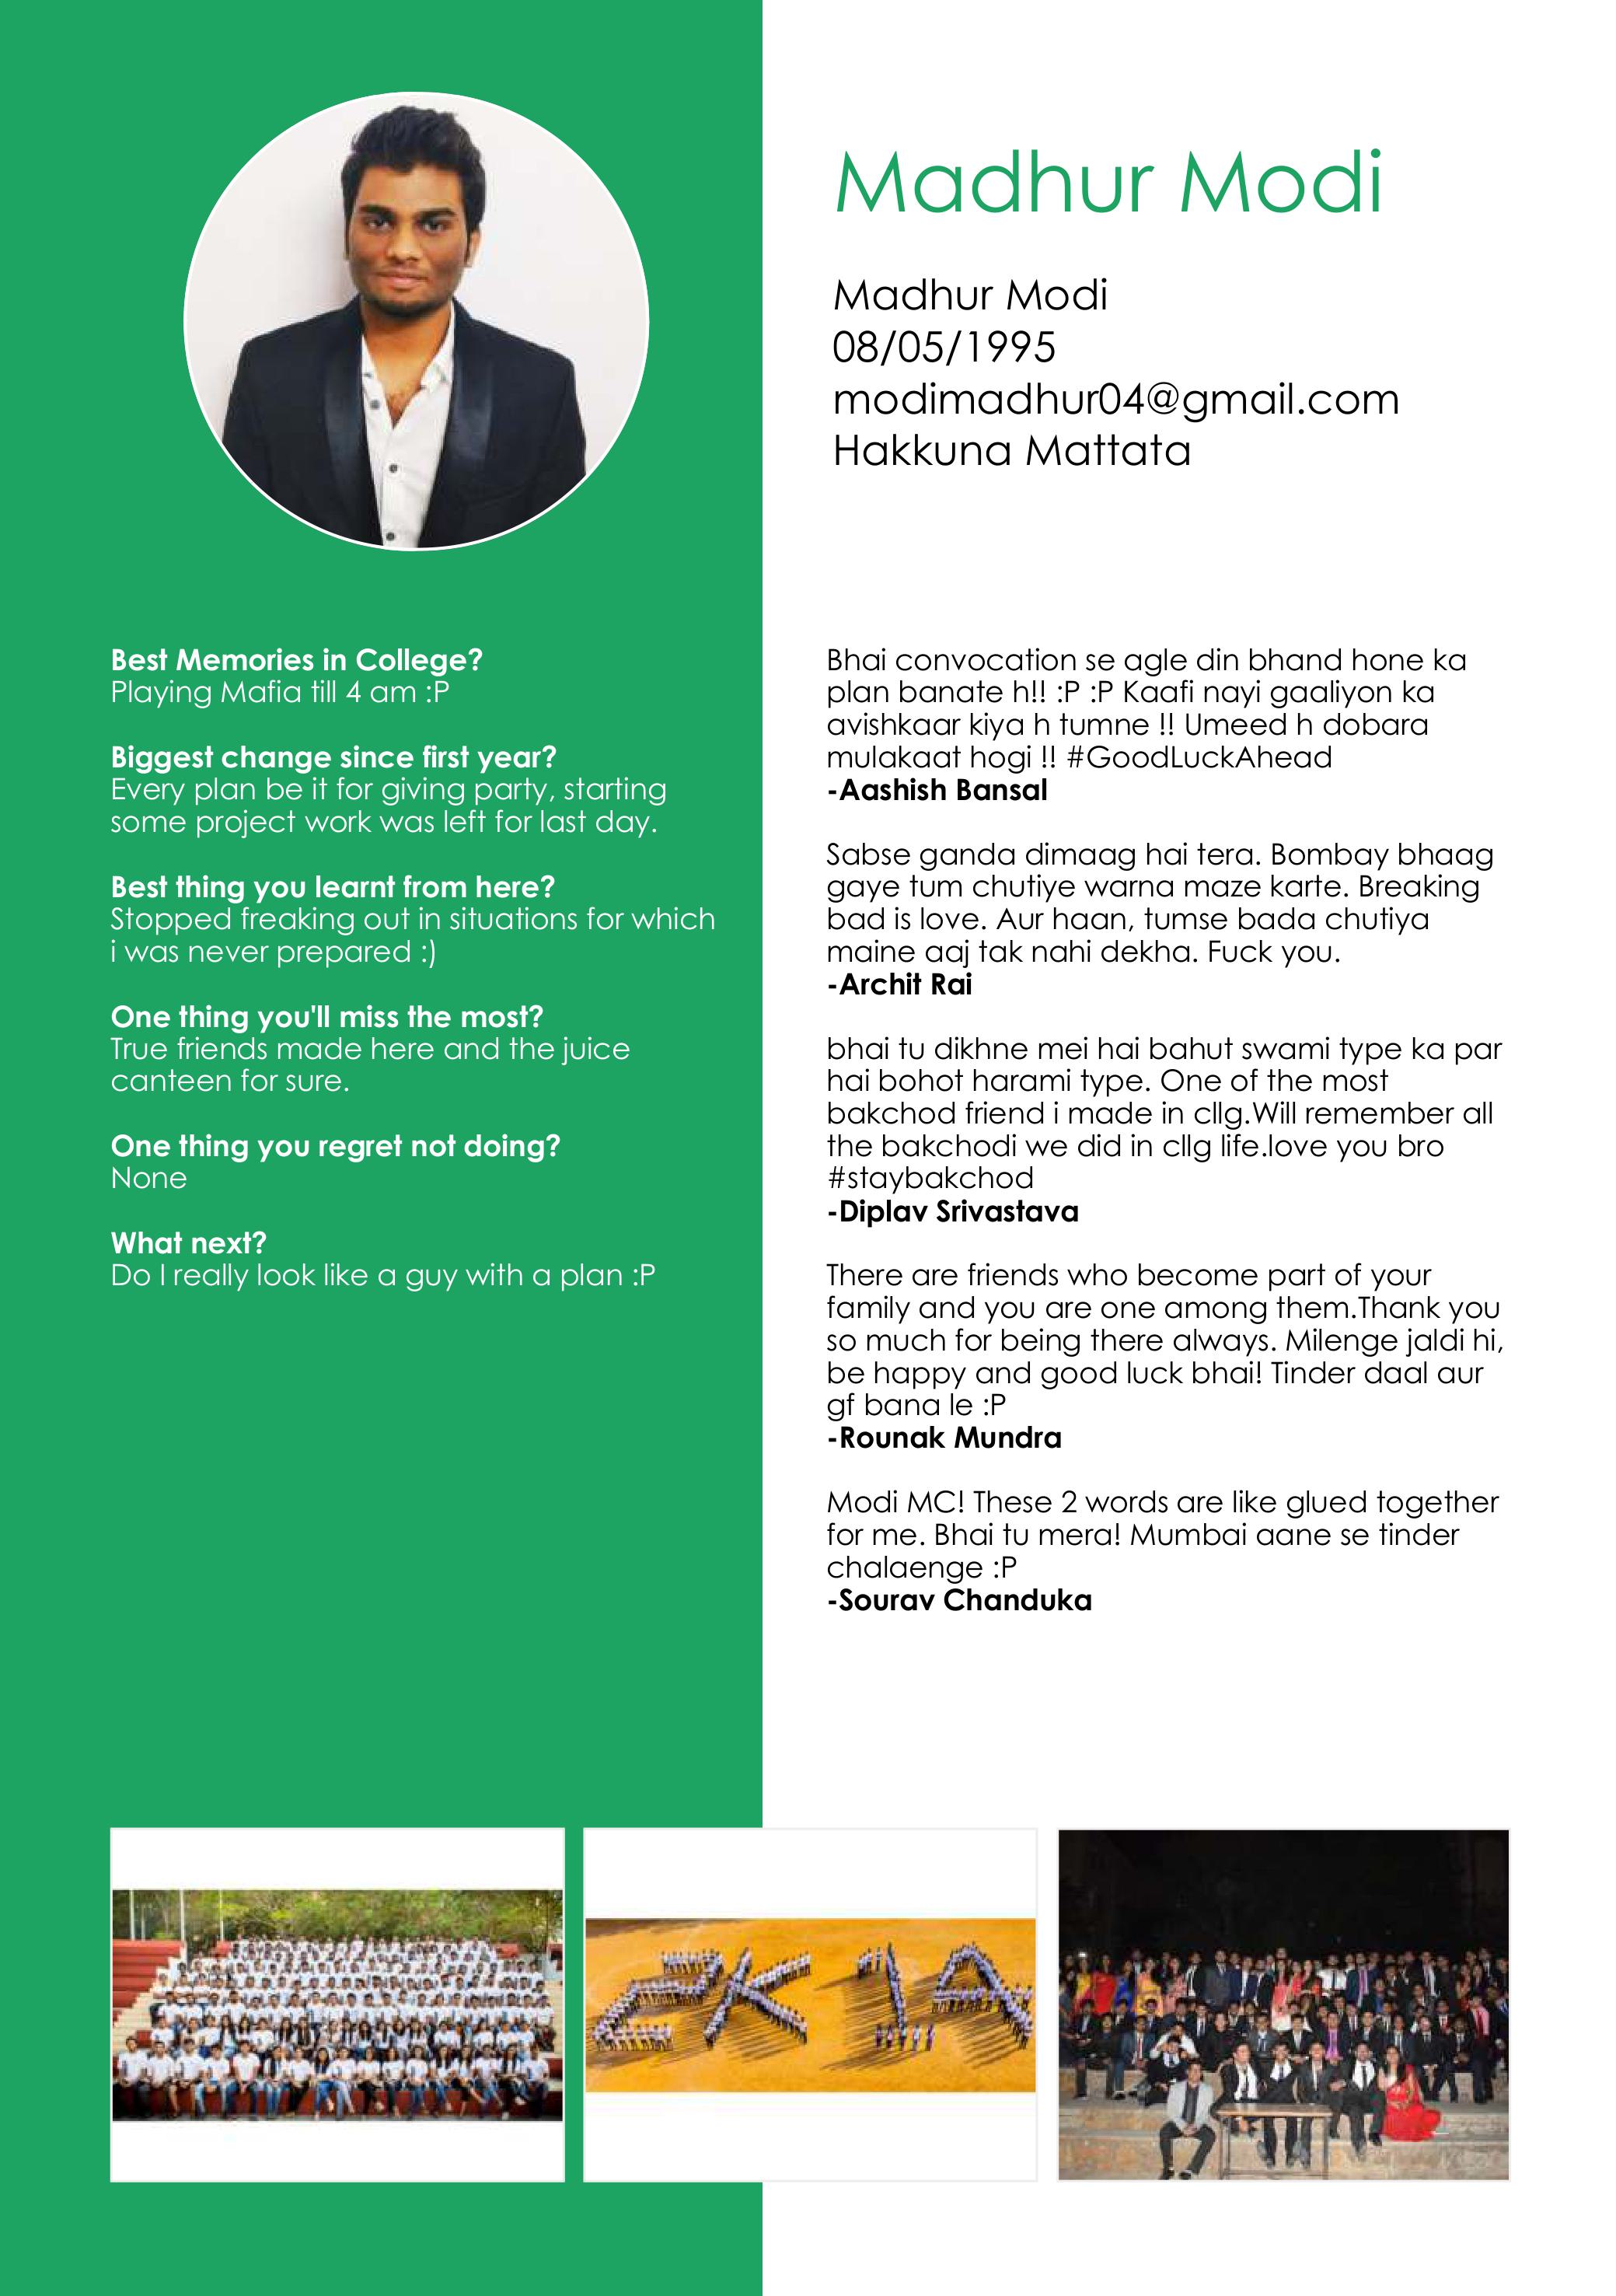 Madhur Modi
Madhur Modi
08/05/1995
modimadhur04@gmail.com
Hakkuna Mattata
Best Memories in College?
Playing Mafia till 4 am :P
Biggest change since first year?
Every plan be it for giving party, starting
some project work was left for last day.
Best thing you learnt from here?
Stopped freaking out in situations for which
i was never prepared :)
One thing you'll miss the most?
True friends made here and the juice
canteen for sure.
One thing you regret not doing?
None
What next?
Do I really look like a guy with a plan :P
Bhai convocation se agle din bhand hone ka
plan banate h!! :P :P Kaafi nayi gaaliyon ka
avishkaar kiya h tumne !! Umeed h dobara
mulakaat hogi !! #GoodLuckAhead
-Aashish Bansal
Sabse ganda dimaag hai tera. Bombay bhaag
gaye tum chutiye warna maze karte. Breaking
bad is love. Aur haan, tumse bada chutiya
maine aaj tak nahi dekha. Fuck you.
-Archit Rai
bhai tu dikhne mei hai bahut swami type ka par
hai bohot harami type. One of the most
bakchod friend i made in cllg.Will remember all
the bakchodi we did in cllg life.love you bro
#staybakchod
-Diplav Srivastava
There are friends who become part of your
family and you are one among them.Thank you
so much for being there always. Milenge jaldi hi,
be happy and good luck bhai! Tinder daal aur
gf bana le :P
-Rounak Mundra
Modi MC! These 2 words are like glued together
for me. Bhai tu mera! Mumbai aane se tinder
chalaenge :P
-Sourav Chanduka
2K 1A